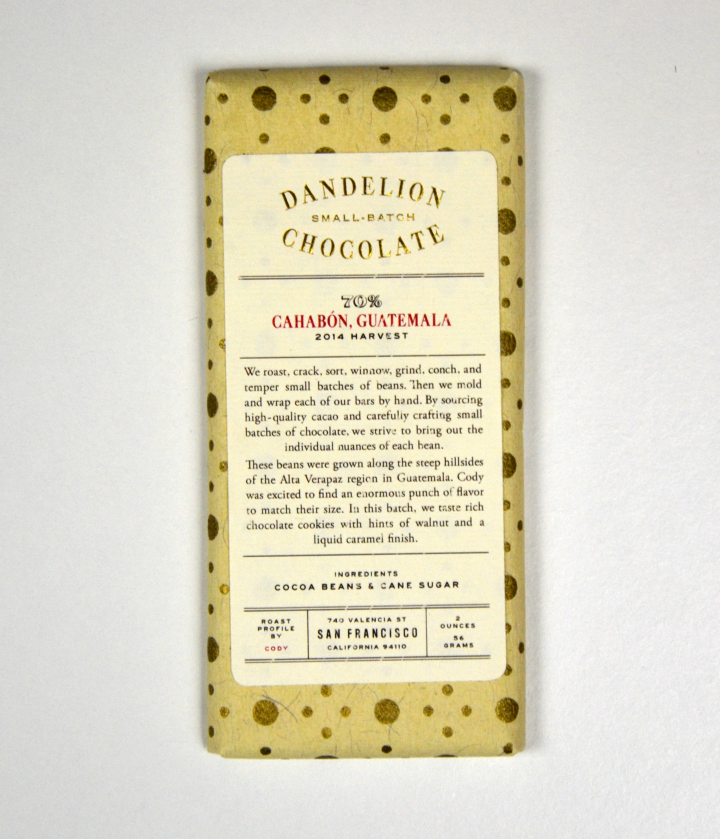 DANDELION
SMALL-BATCH
CHOCOLATE
70%
CAHABÓN, GUATEMALA
2014 HARVEST
We roast, crack, sort, winnow, grind, conch, and
temper small batches of beans. Then we mold
and wrap each of our bars by hand. By sourcing
high-quality cacao and carefully crafting small
batches of chocolate, we strive to bring out the
individual nuances of each bean.
These beans were grown along the steep hillsides
of the Alta Verapaz region in Guatemala. Cody
was excited to find an enormous punch of flavor
to match their size. In this batch, we taste rich
chocolate cookies with hints of walnut and a
liquid caramel finish.
INGREDIENTS
COCOA BEANS & CANE SUGAR
ROAST
PROFILE
BY
CODY
740 VALENCIA ST
SAN FRANCISCO
CALIFORNIA 94110
2
OUNCES
56
GRAMS